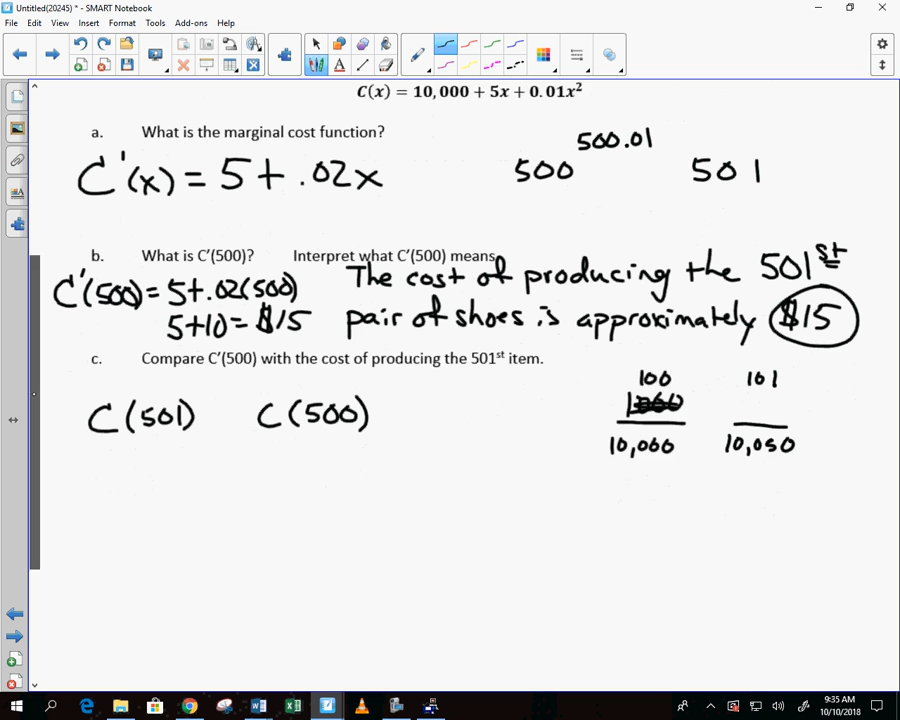 Untitled(20245) * - SMART Notebook
File Edit View Insert Format Tools Add-ons Help
C(x) = 10,000 + 5x + 0.01x²
a. What is the marginal cost function?
500.01
C'(x) = 5 + .02x 500 501
b. What is C'(500)? Interpret what C'(500) means
C'(500) = 5+.02(500) The cost of producing the 501st
5+10 = $15 pair of shoes is approximately $15
c. Compare C'(500) with the cost of producing the 501st item.
100 101
C(501) C(500)
10,000 10,050
9:35 AM
10/10/2018